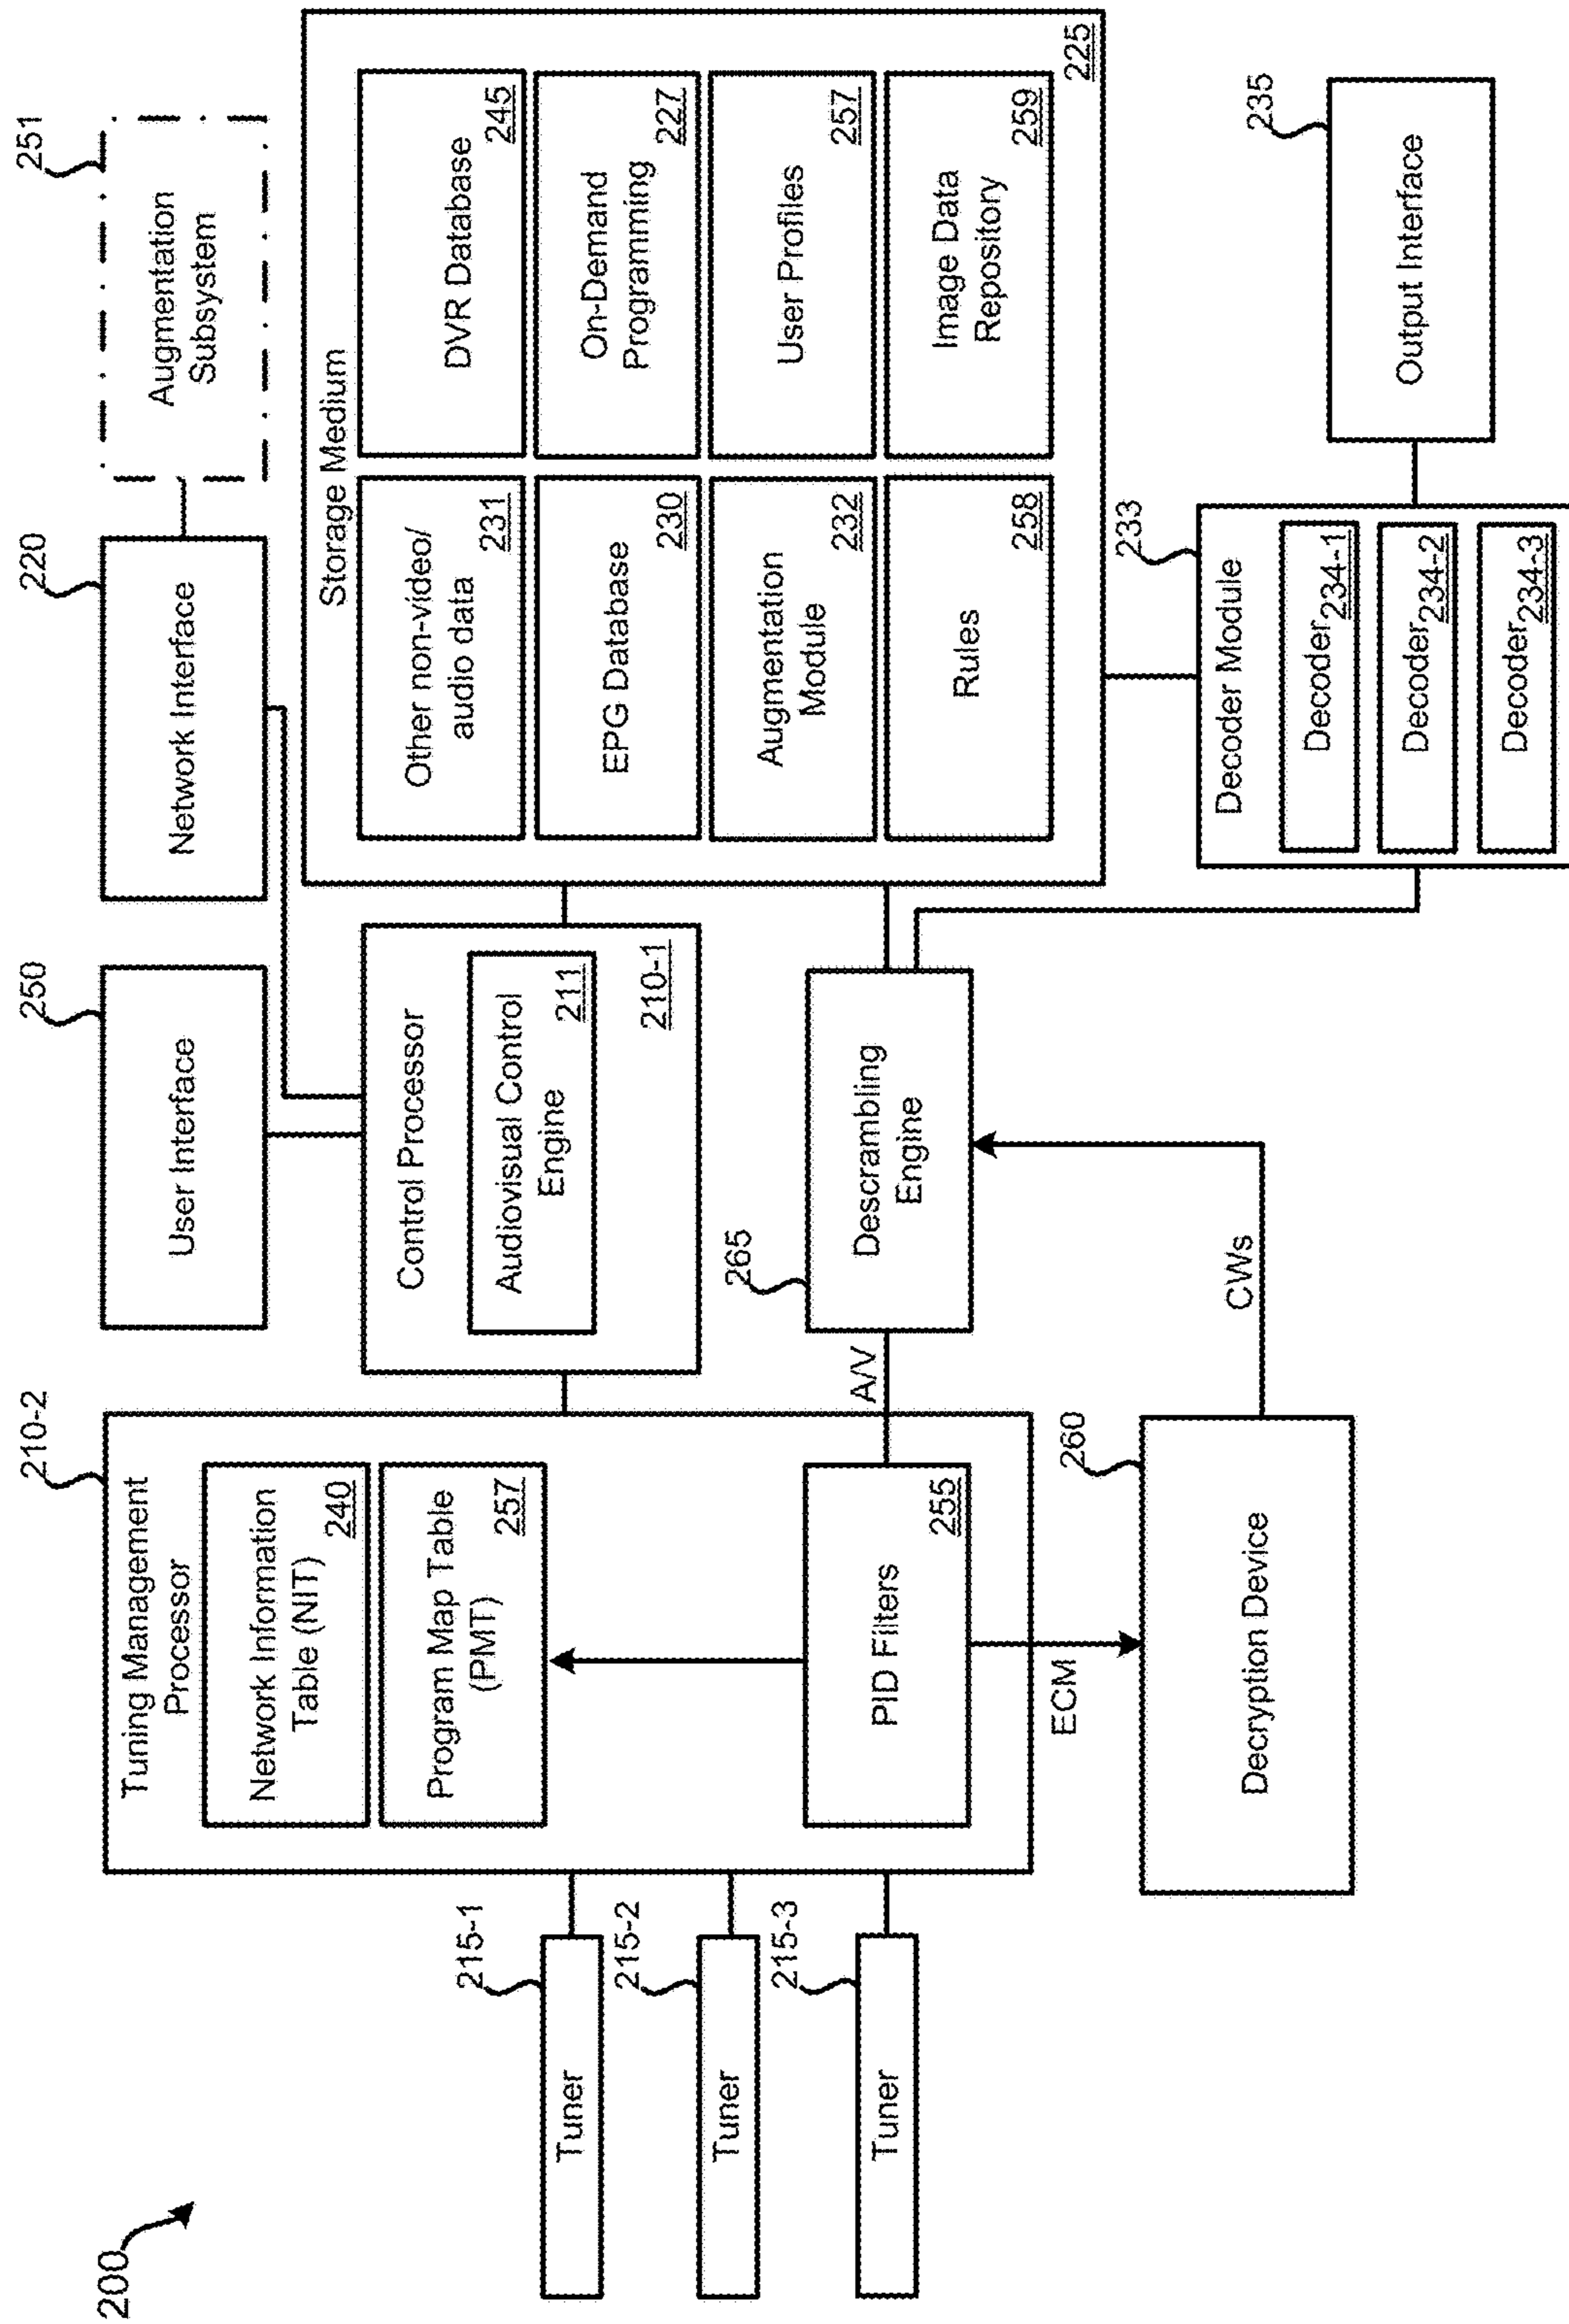 200
Tuner
215-1
Tuner
215-2
Tuner
215-3
210-2
Tuning Management
Processor
Network Information
Table (NIT)
240
Program Map Table
(PMT)
257
PID Filters
255
ECM
260
Decryption Device
CWs
A/V
250
User Interface
220
Network Interface
251
Augmentation
Subsystem
Control Processor
Audiovisual Control
Engine
211
210-1
265
Descrambling
Engine
Storage Medium
Other non-video/
audio data
231
DVR Database
245
EPG Database
230
On-Demand
Programming
227
Augmentation
Module
232
User Profiles
257
Rules
258
Image Data
Repository
259
225
233
Decoder Module
Decoder
234-1
Decoder
234-2
Decoder
234-3
235
Output Interface